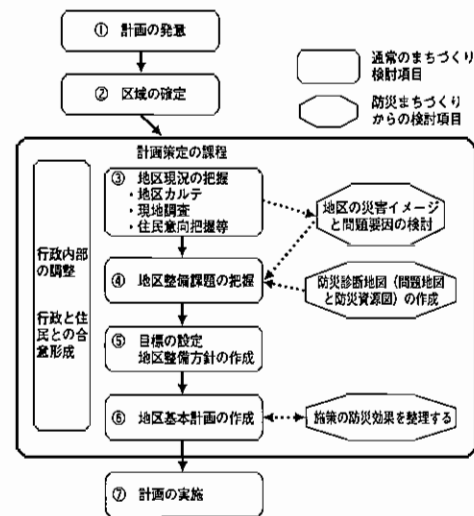 ① 計画の発意
通常のまちづくり
検討項目
② 区域の確定
防災まちづくり
からの検討項目
計画策定の課程
③ 地区現況の把握
・地区カルテ
・現地調査
・住民意向把握等
地区の災害イメージ
と問題要因の検討
行政内部
の調整
行政と住
民との合
意形成
④ 地区整備課題の把握
防災診断地図（問題地図
と防災資源図）の作成
⑤ 目標の設定
地区整備方針の作成
⑥ 地区基本計画の作成
施策の防災効果を整理する
⑦ 計画の実施